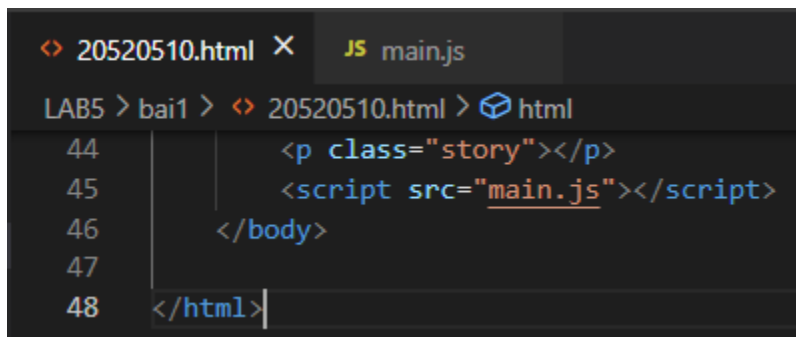 <> 20520510.html × JS main.js
LAB5 > bai1 > <> 20520510.html > html
44 <p class="story"></p>
45 <script src="main.js"></script>
46 </body>
47
48 </html>